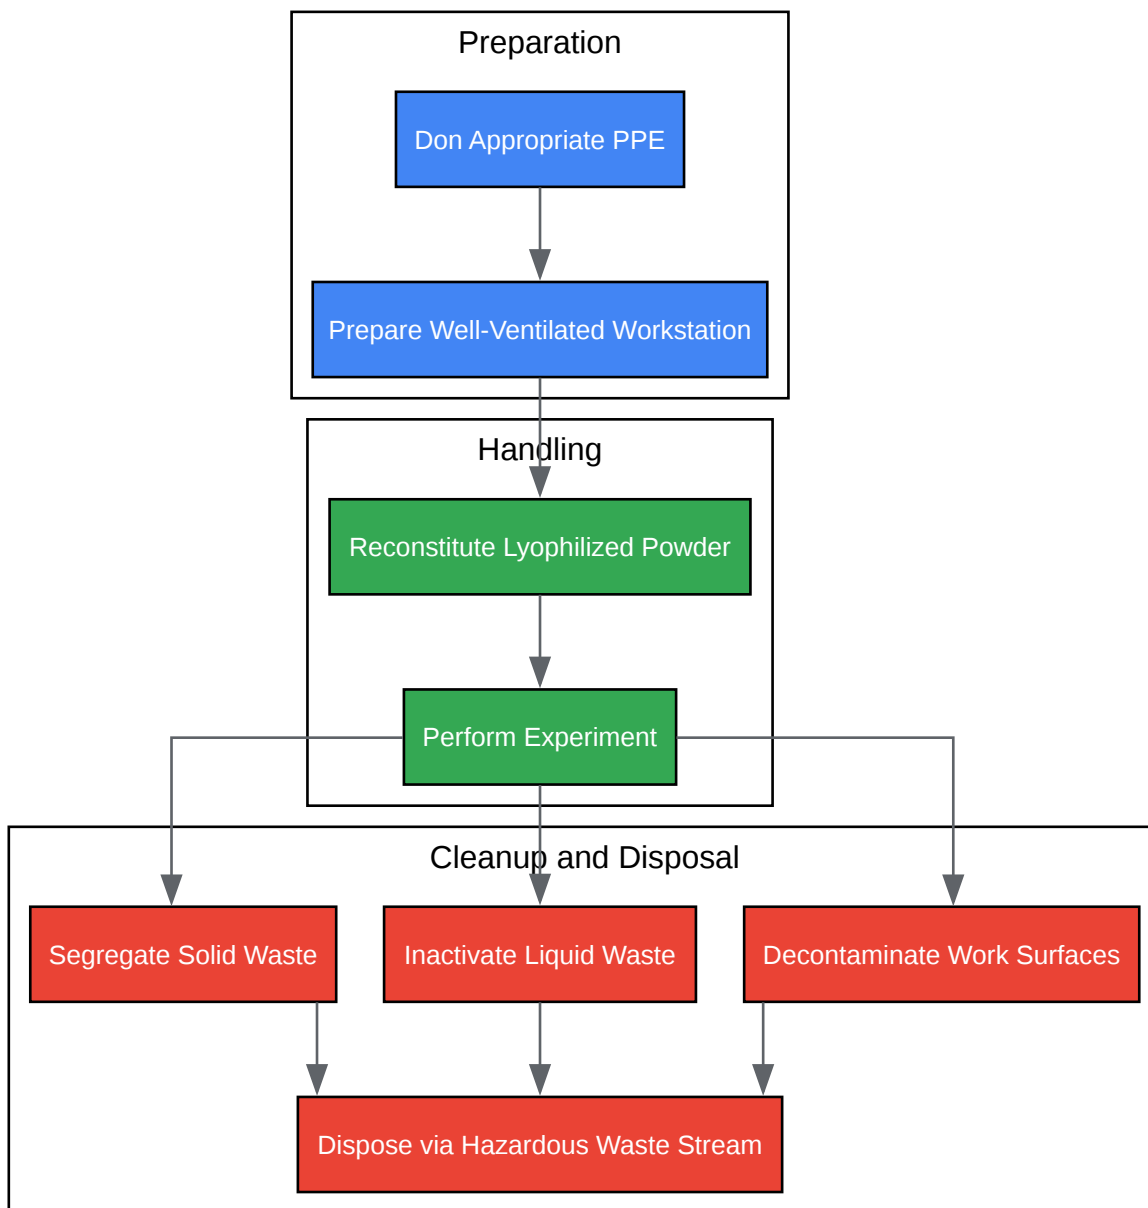 Preparation
Don Appropriate PPE
Prepare Well-Ventilated Workstation
Handling
Reconstitute Lyophilized Powder
Perform Experiment
Cleanup and Disposal
Segregate Solid Waste
Inactivate Liquid Waste
Decontaminate Work Surfaces
Dispose via Hazardous Waste Stream